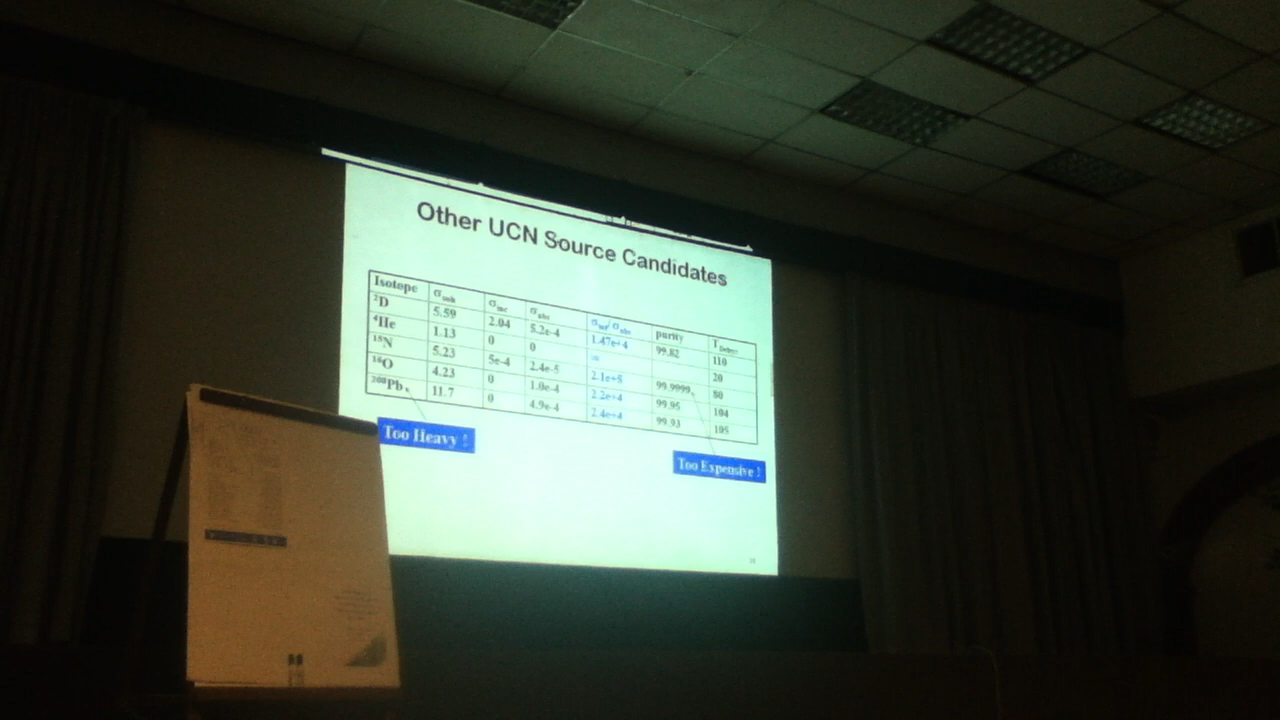 Other UCN Source Candidates
Isotope σcoh σinc σabs σtot/ σabs purity TDebye
²D 5.59 2.04 5.2e-4 1.47e+4 99.82 110
⁴He 1.13 0 0 ∞ 20
¹⁵N 5.23 5e-4 2.4e-5 2.1e+5 99.9999 80
¹⁶O 4.23 0 1.0e-4 2.2e+4 99.95 104
²⁰⁸Pb 11.7 0 4.9e-4 2.4e+4 99.93 105
Too Heavy !
Too Expensive !